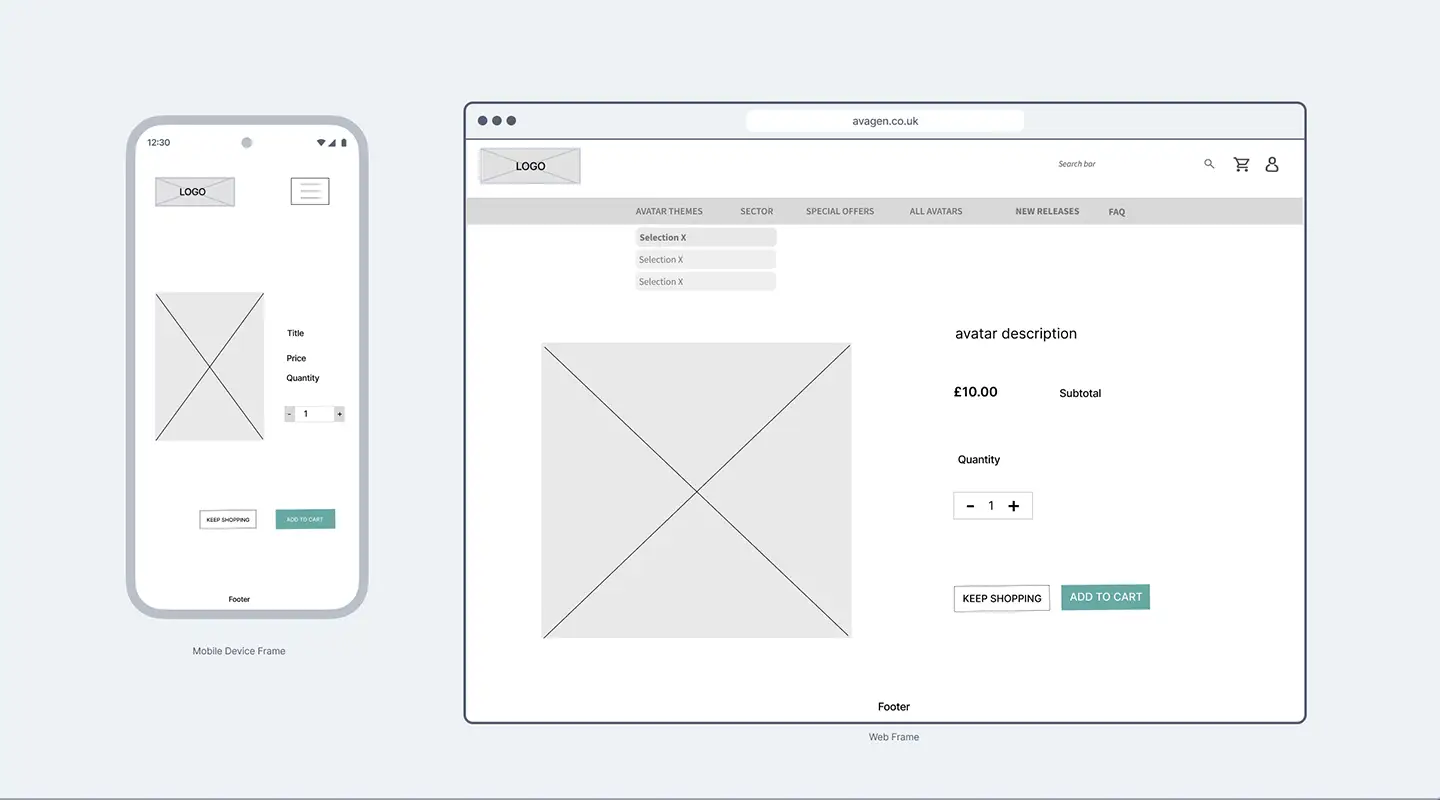 12:30
LOGO
Title
Price
Quantity
- 1 +
KEEP SHOPPING
ADD TO CART
Footer
Mobile Device Frame
avagen.co.uk
LOGO
Search bar
AVATAR THEMES
SECTOR
SPECIAL OFFERS
ALL AVATARS
NEW RELEASES
FAQ
Selection X
Selection X
Selection X
avatar description
£10.00
Subtotal
Quantity
- 1 +
KEEP SHOPPING
ADD TO CART
Footer
Web Frame